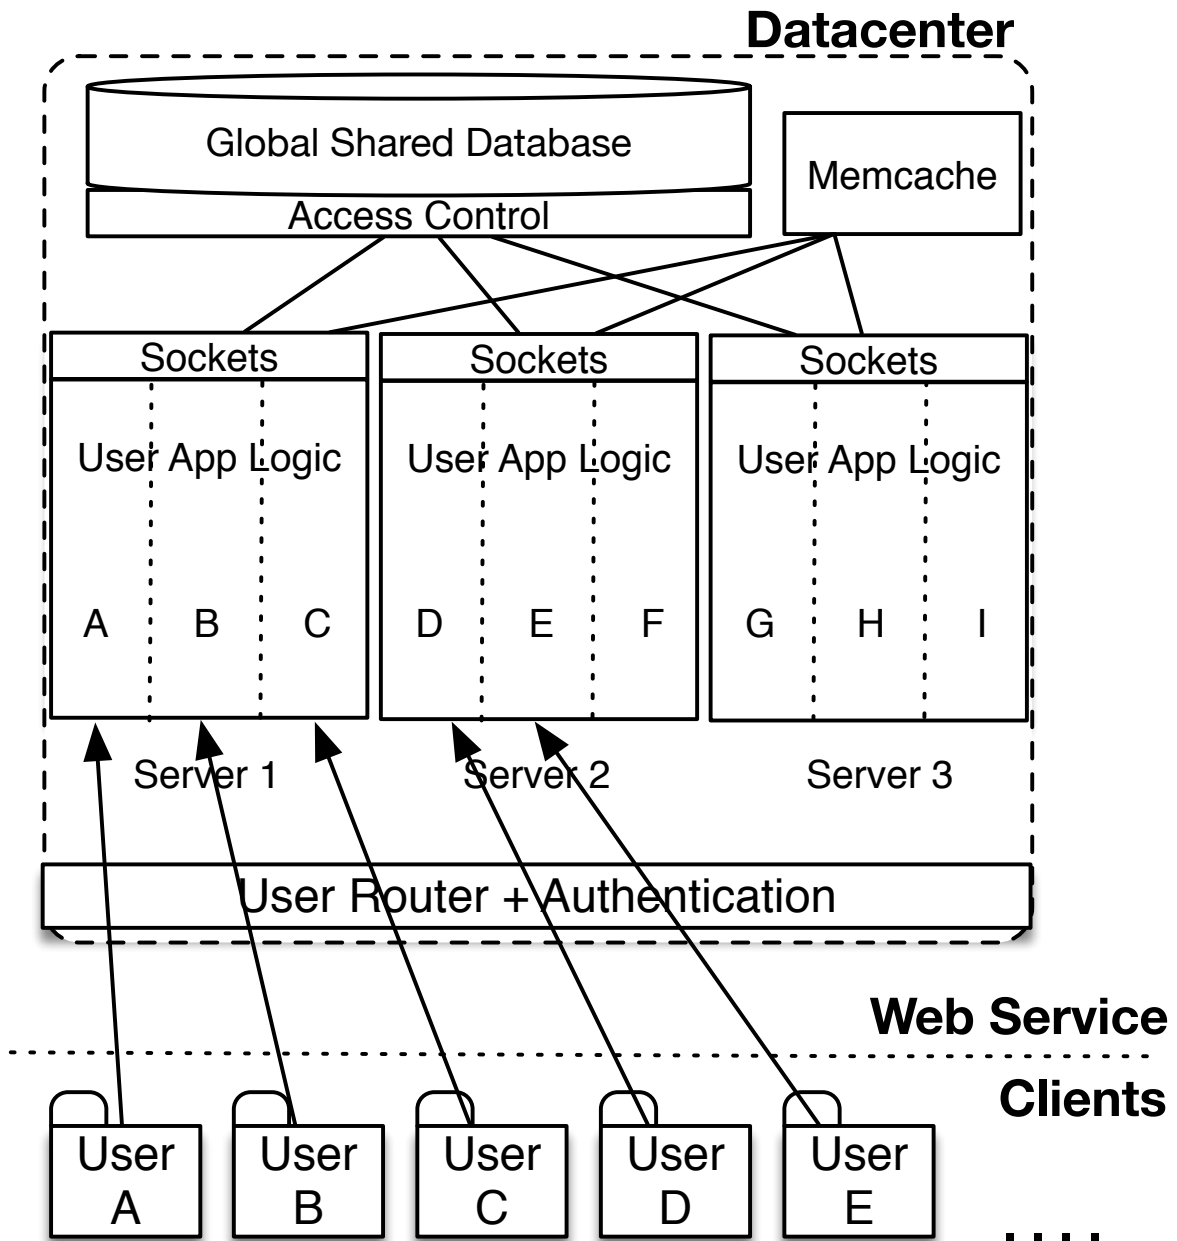 Datacenter
Global Shared Database
Memcache
Access Control
Sockets
Sockets
Sockets
User App Logic
User App Logic
User App Logic
A B C
D E F
G H I
Server 1
Server 2
Server 3
User Router + Authentication
Web Service
Clients
User
A
User
B
User
C
User
D
User
E